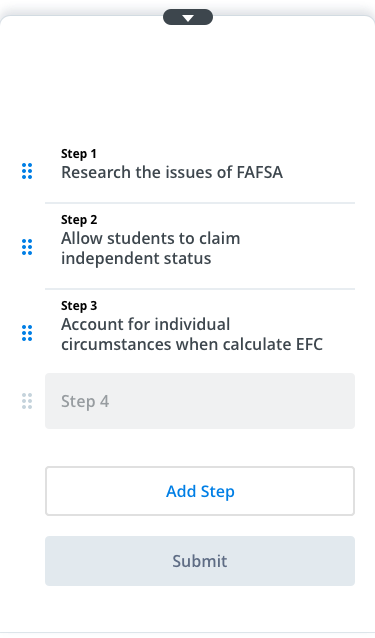 Step 1
Research the issues of FAFSA
Step 2
Allow students to claim
independent status
Step 3
Account for individual
circumstances when calculate EFC
Step 4
Add Step
Submit